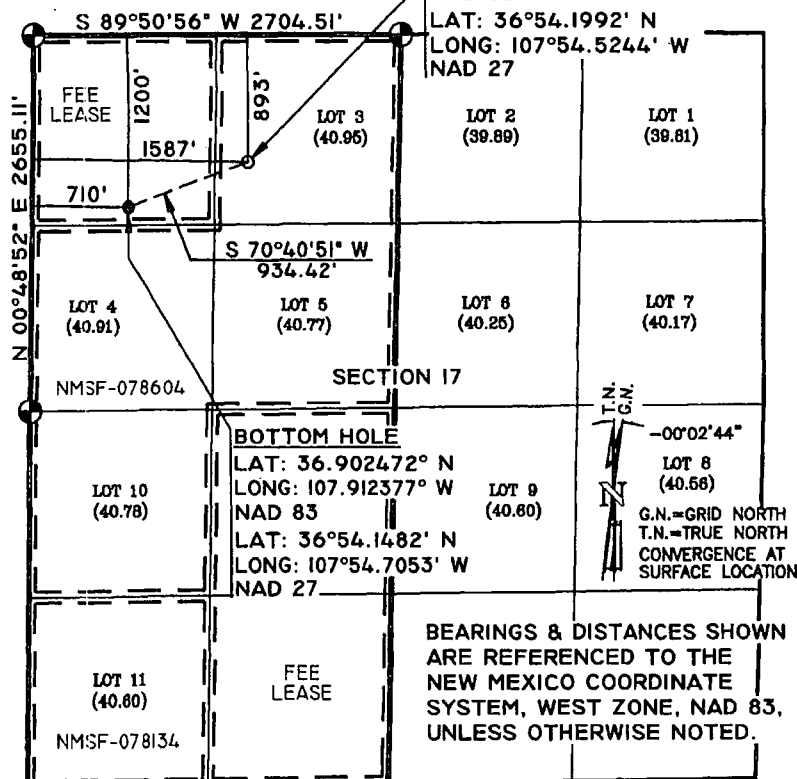 S 89°50'56" W 2704.51'
LAT: 36°54.1992' N
LONG: 107°54.5244' W
NAD 27
FEE
LEASE
1200'
893'
LOT 3
(40.95)
LOT 2
(39.89)
LOT 1
(39.81)
1587'
710'
N 00°48'52" E 2655.11'
S 70°40'51" W
934.42'
LOT 4
(40.91)
LOT 5
(40.77)
LOT 6
(40.25)
LOT 7
(40.17)
NMSF-078604
SECTION 17
T.N.
G.N.
-00°02'44"
BOTTOM HOLE
LAT: 36.902472° N
LONG: 107.912377° W
NAD 83
LAT: 36°54.1482' N
LONG: 107°54.7053' W
NAD 27
LOT 10
(40.78)
LOT 9
(40.60)
N
LOT 8
(40.56)
G.N.=GRID NORTH
T.N.=TRUE NORTH
CONVERGENCE AT
SURFACE LOCATION
LOT 11
(40.60)
NMSF-078134
FEE
LEASE
BEARINGS & DISTANCES SHOWN
ARE REFERENCED TO THE
NEW MEXICO COORDINATE
SYSTEM, WEST ZONE, NAD 83,
UNLESS OTHERWISE NOTED.